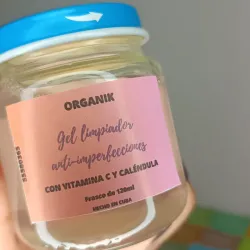 ORGANIK
Gel limpiador
anti-imperfecciones
CON VITAMINA C Y CALÉNDULA
Frasco de 120ml
HECHO EN CUBA